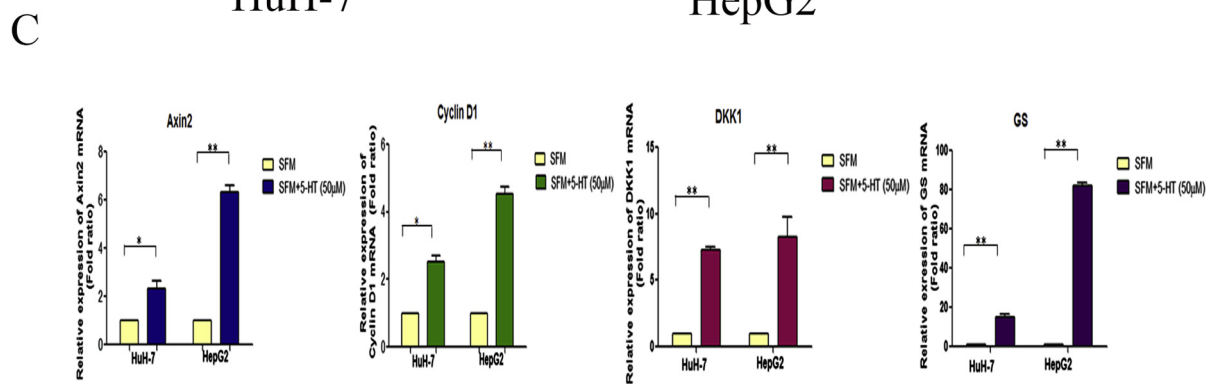 HuH-7
HepG2
C
Axin2
Relative expression of Axin2 mRNA
(Fold ratio)
8
6
4
2
0
*
**
SFM
SFM+5-HT (50μM)
HuH-7
HepG2
Cyclin D1
Relative expression of
Cyclin D1 mRNA (Fold ratio)
6
4
2
0
*
**
SFM
SFM+5-HT (50μM)
HuH-7
HepG2
DKK1
Relative expression of DKK1 mRNA
(Fold ratio)
15
10
5
0
**
**
SFM
SFM+5-HT (50μM)
HuH-7
HepG2
GS
Relative expression of GS mRNA
(Fold ratio)
100
80
60
40
20
0
**
**
SFM
SFM+5-HT (50μM)
HuH-7
HepG2